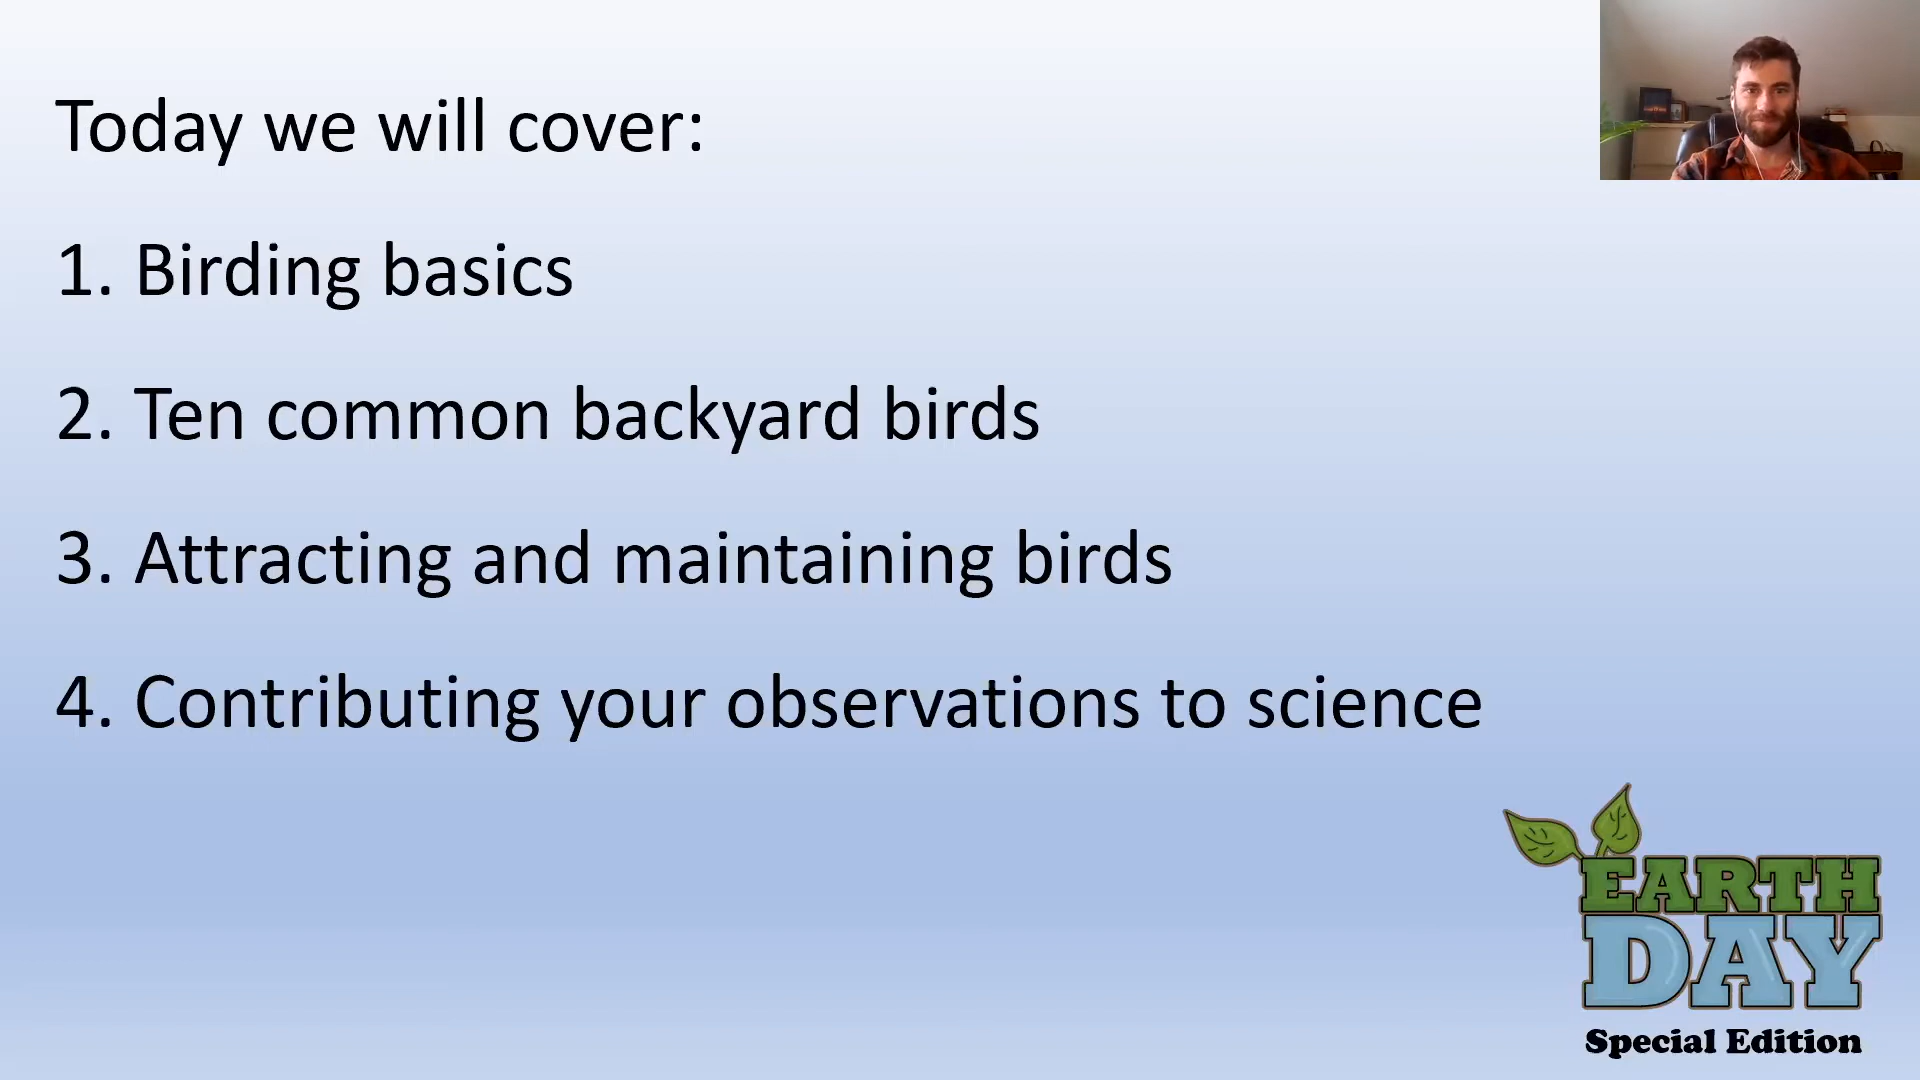 Today we will cover:
1. Birding basics
2. Ten common backyard birds
3. Attracting and maintaining birds
4. Contributing your observations to science
EARTH
DAY
Special Edition